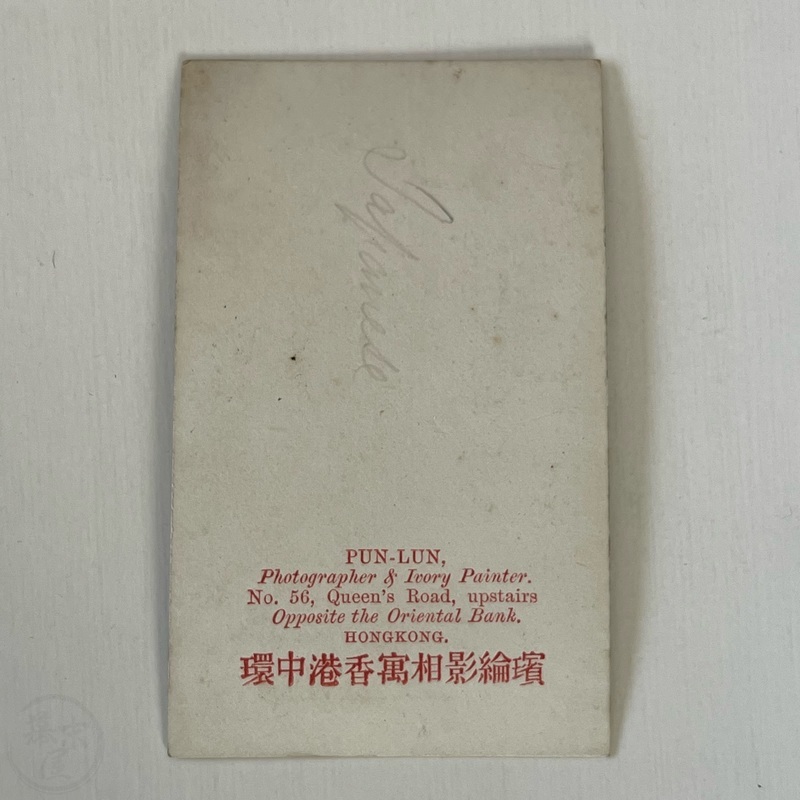 Japanese
PUN-LUN,
Photographer & Ivory Painter.
No. 56, Queen's Road, upstairs
Opposite the Oriental Bank.
HONGKONG.
璸綸影相寓香港中環